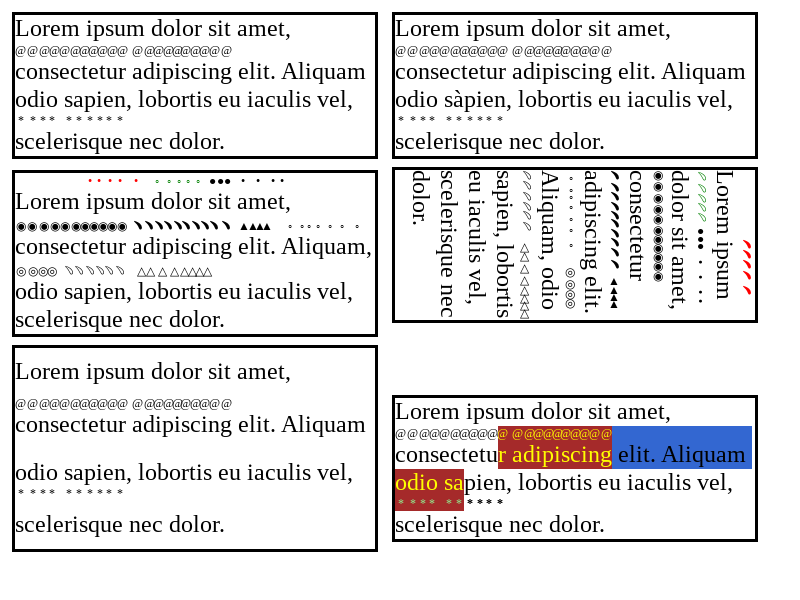 Lorem ipsum dolor sit amet,
consectetur adipiscing elit. Aliquam
odio sapien, lobortis eu iaculis vel,
scelerisque nec dolor.
Lorem ipsum dolor sit amet,
consectetur adipiscing elit. Aliquam
odio sàpien, lobortis eu iaculis vel,
scelerisque nec dolor.
Lorem ipsum dolor sit amet,
consectetur adipiscing elit. Aliquam,
odio sapien, lobortis eu iaculis vel,
scelerisque nec dolor.
Lorem ipsum
dolor sit amet,
consectetur
adipiscing elit.
Aliquam, odio
sapien, lobortis
eu iaculis vel,
scelerisque nec
dolor.
Lorem ipsum dolor sit amet,
consectetur adipiscing elit. Aliquam
odio sapien, lobortis eu iaculis vel,
scelerisque nec dolor.
Lorem ipsum dolor sit amet,
consectetur adipiscing elit. Aliquam
odio sapien, lobortis eu iaculis vel,
scelerisque nec dolor.